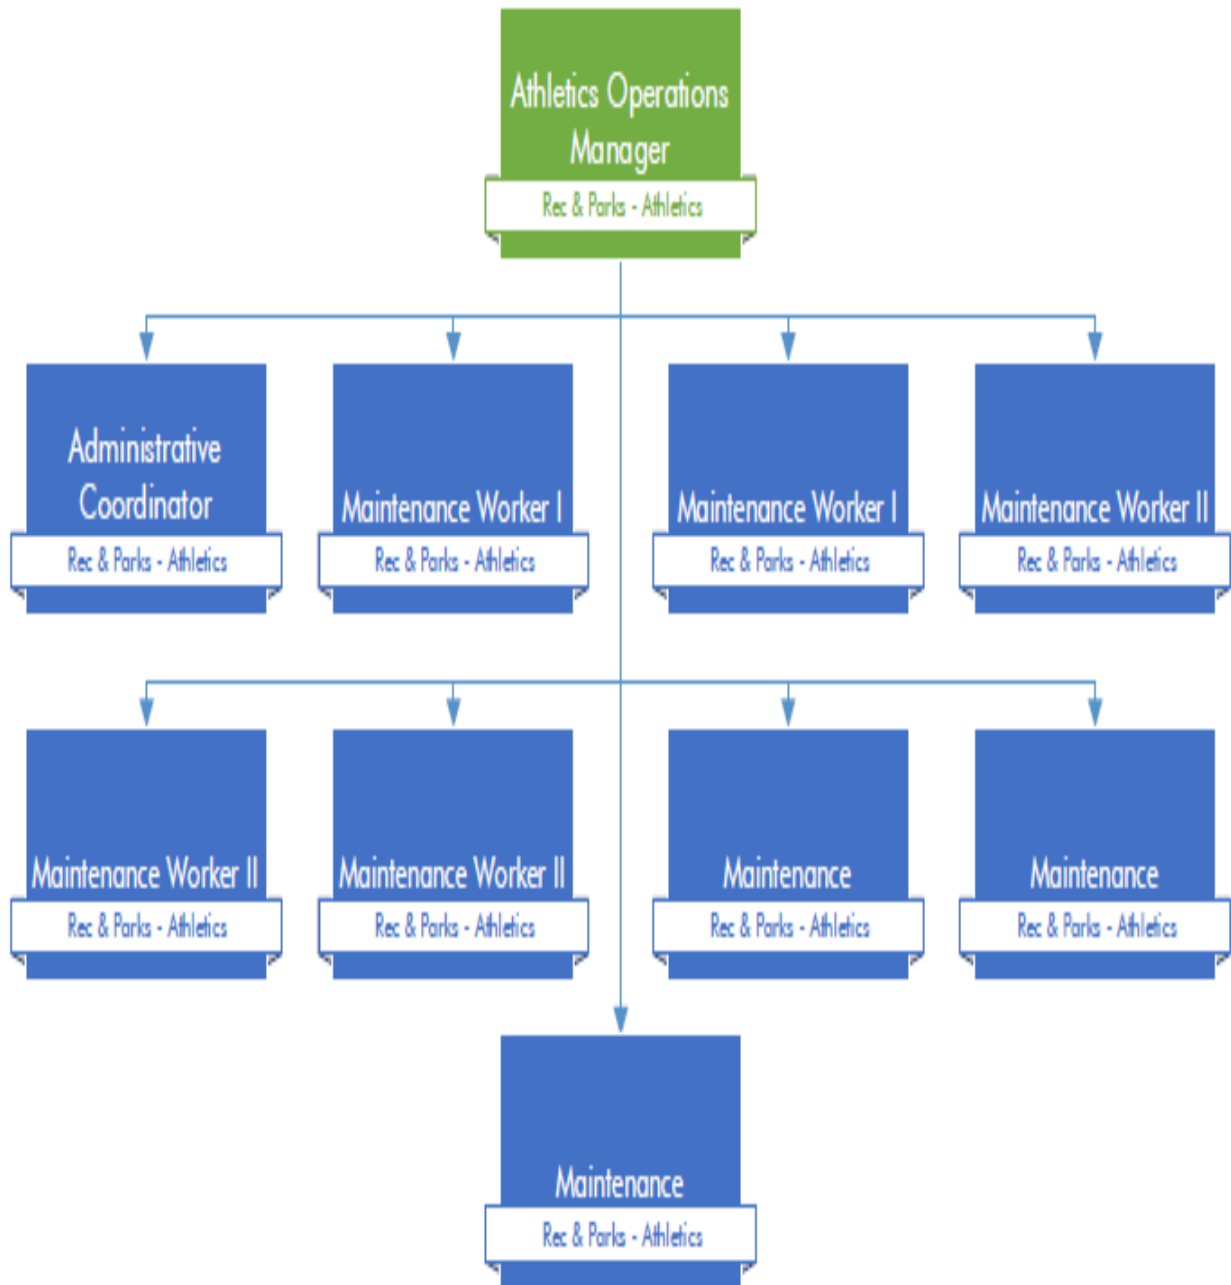 Athletics Operations
Manager
Rec & Parks - Athletics
Administrative
Coordinator
Rec & Parks - Athletics
Maintenance Worker I
Rec & Parks - Athletics
Maintenance Worker I
Rec & Parks - Athletics
Maintenance Worker II
Rec & Parks - Athletics
Maintenance Worker II
Rec & Parks - Athletics
Maintenance Worker II
Rec & Parks - Athletics
Maintenance
Rec & Parks - Athletics
Maintenance
Rec & Parks - Athletics
Maintenance
Rec & Parks - Athletics